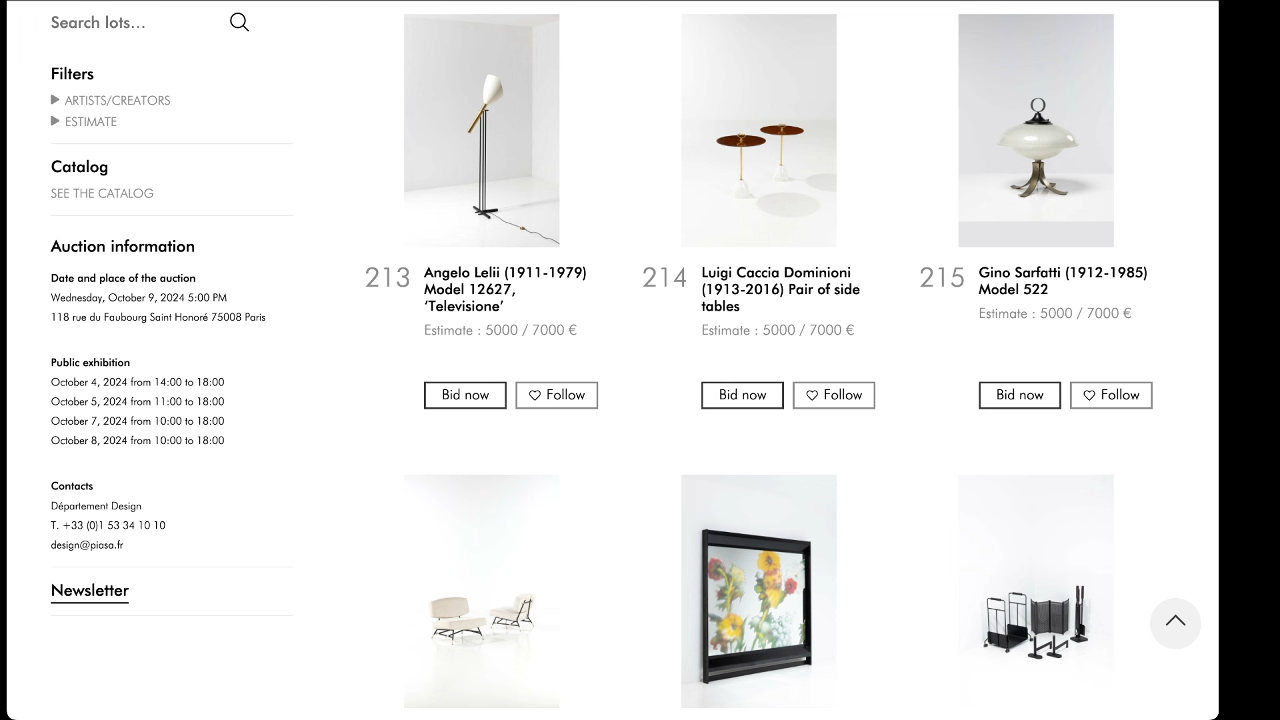 Search lots...
Filters
ARTISTS/CREATORS
ESTIMATE
Catalog
SEE THE CATALOG
Auction information
Date and place of the auction
Wednesday, October 9, 2024 5:00 PM
118 rue du Faubourg Saint Honoré 75008 Paris
Public exhibition
October 4, 2024 from 14:00 to 18:00
October 5, 2024 from 11:00 to 18:00
October 7, 2024 from 10:00 to 18:00
October 8, 2024 from 10:00 to 18:00
Contacts
Département Design
T. +33 (0)1 53 34 10 10
design@piasa.fr
Newsletter
213
Angelo Lelii (1911-1979)
Model 12627,
‘Televisione’
Estimate : 5000 / 7000 €
Bid now
Follow
214
Luigi Caccia Dominioni
(1913-2016) Pair of side
tables
Estimate : 5000 / 7000 €
Bid now
Follow
215
Gino Sarfatti (1912-1985)
Model 522
Estimate : 5000 / 7000 €
Bid now
Follow